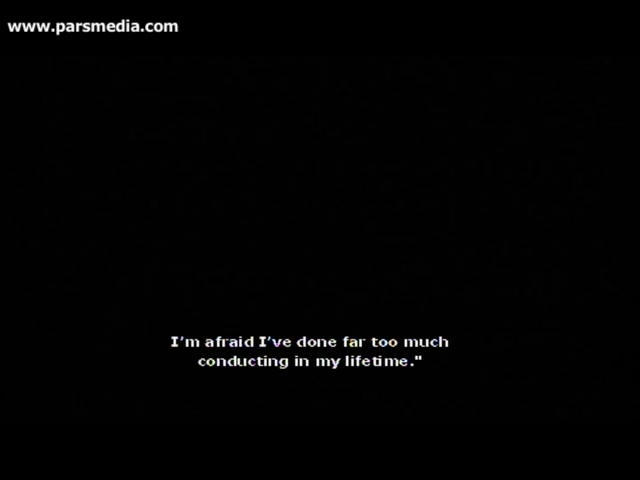 www.parsmedia.com
I'm afraid I've done far too much
conducting in my lifetime."